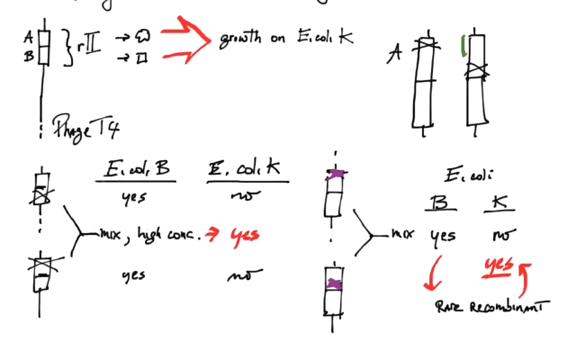 A
B } rII → → growth on E.coli K
Phage T4
A
E.coli B E.coli K
yes no
mix, high conc. → yes
yes no
E.coli
B K
mix yes no
yes
RARE RECOMBINANT